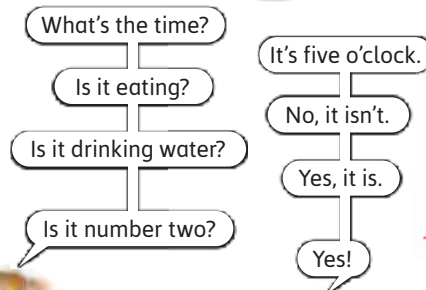 What's the time?
It's five o'clock.
Is it eating?
No, it isn't.
Is it drinking water?
Yes, it is.
Is it number two?
Yes!